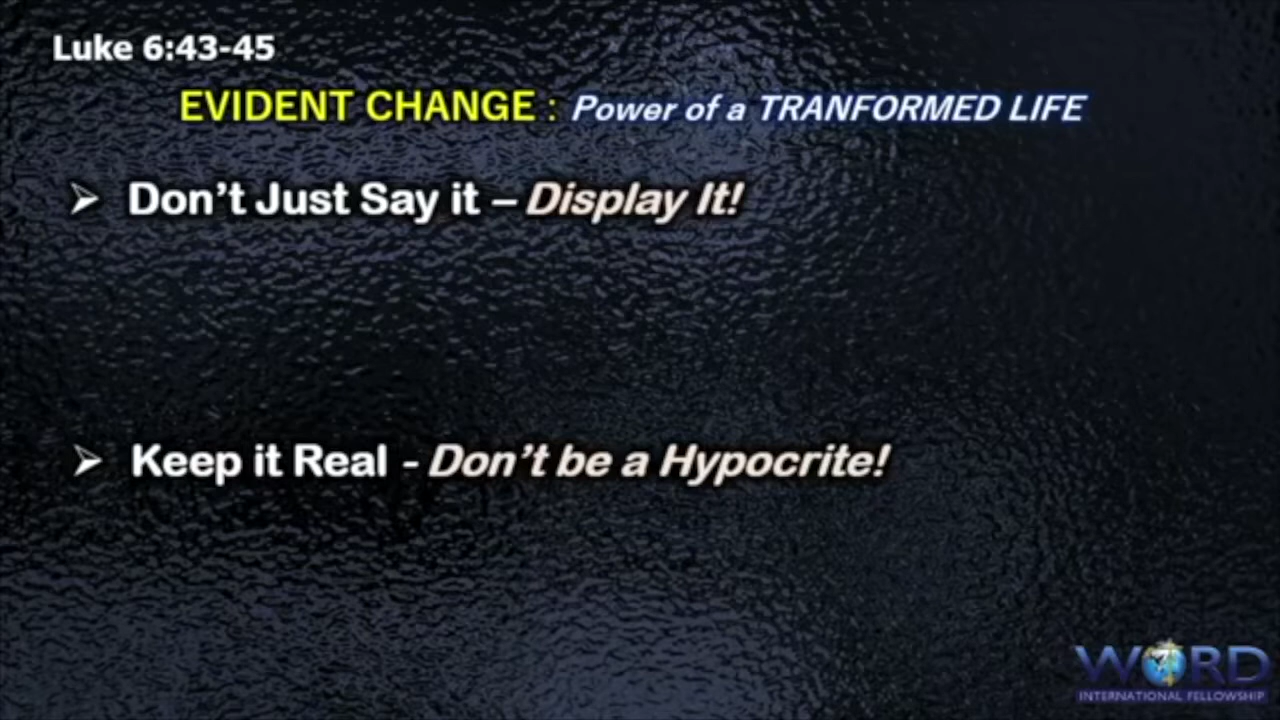 Luke 6:43-45
EVIDENT CHANGE : Power of a TRANFORMED LIFE
➢ Don’t Just Say it – Display It!
➢ Keep it Real - Don’t be a Hypocrite!
WORD
INTERNATIONAL FELLOWSHIP